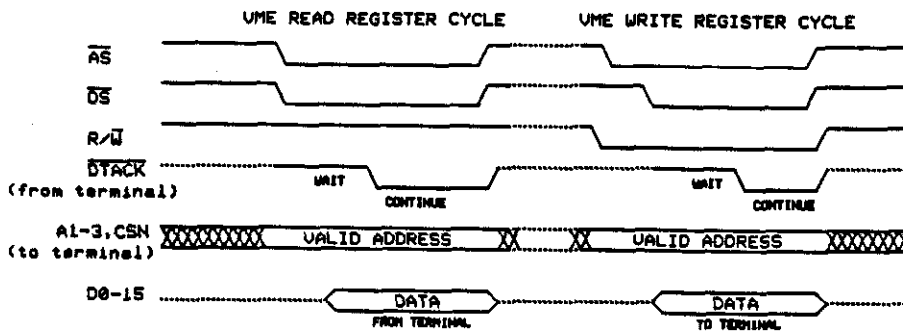 VME READ REGISTER CYCLE VME WRITE REGISTER CYCLE
AS
DS
R/W
DTACK
WAIT WAIT
(from terminal)
CONTINUE CONTINUE
A1-3,CSN VALID ADDRESS VALID ADDRESS
(to terminal)
D0-15 DATA DATA
FROM TERMINAL TO TERMINAL